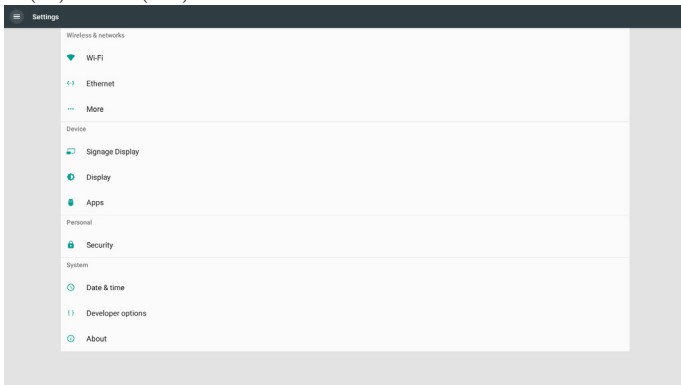 Settings
Wireless & networks
Wi-Fi
Ethernet
More
Device
Signage Display
Display
Apps
Personal
Security
System
Date & time
Developer options
About